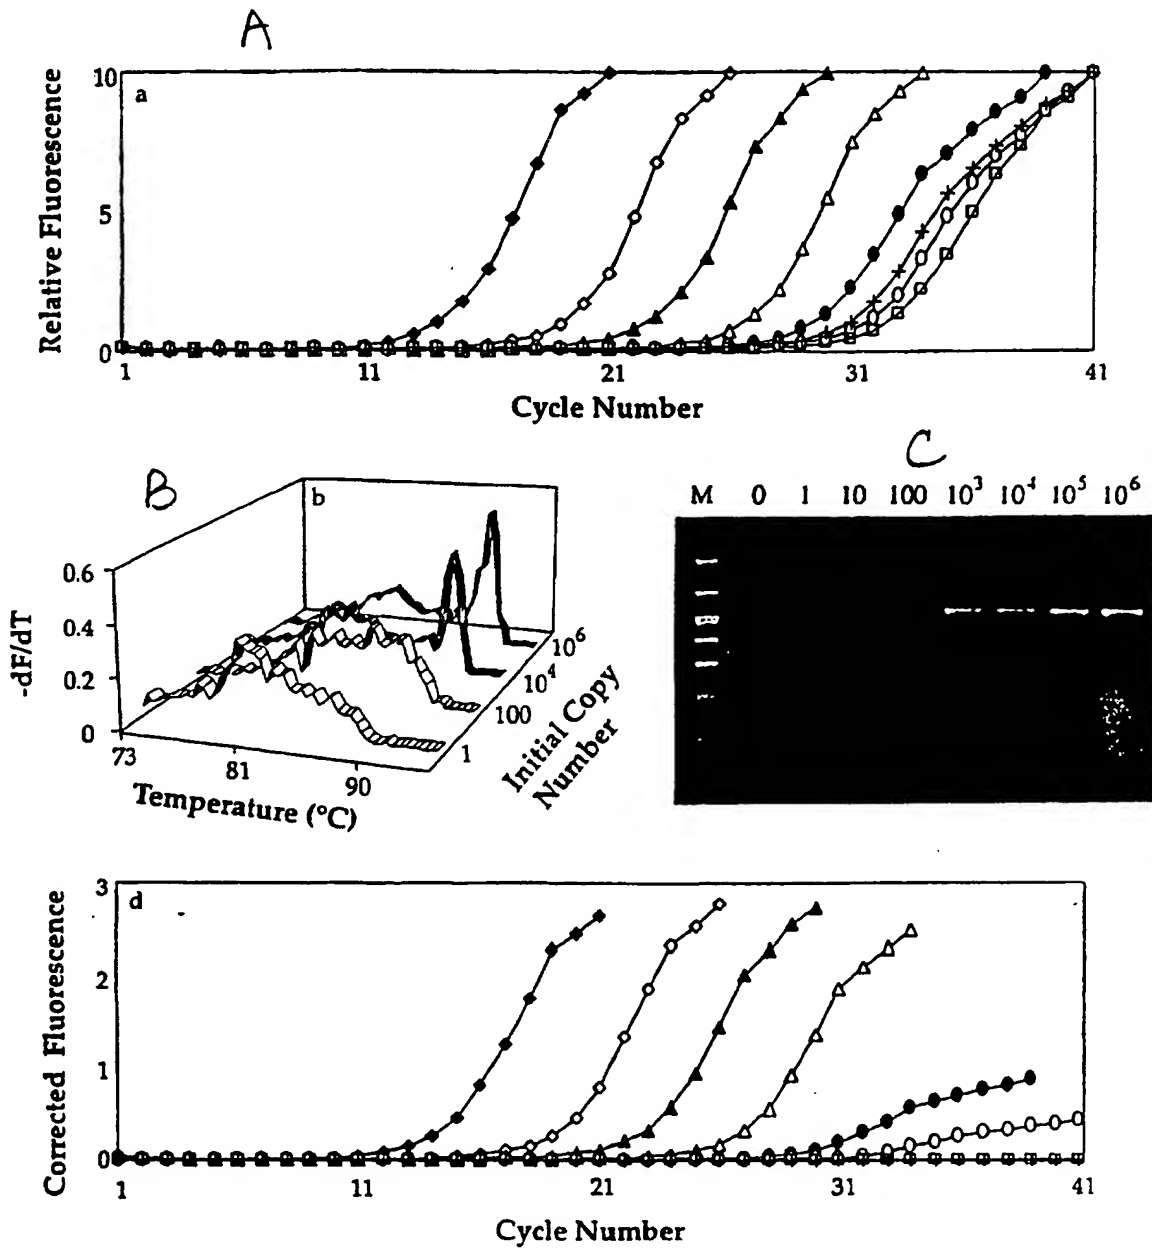 A
a
Relative Fluorescence
10
5
0
1 11 21 31 41
Cycle Number
B
b
-dF/dT
0.6
0.4
0.2
0
73 81 90
Temperature (°C)
10⁶
10⁴
100
1
Initial Copy
Number
C
M 0 1 10 100 10³ 10⁴ 10⁵ 10⁶
d
Corrected Fluorescence
3
2
1
0
1 11 21 31 41
Cycle Number